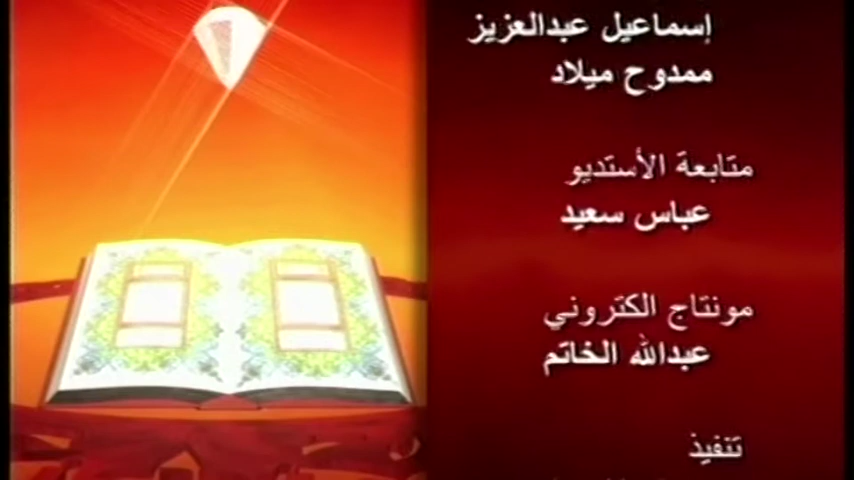 إسماعيل عبدالعزيز
ممدوح ميلاد
متابعة الأستديو
عباس سعيد
مونتاج الكتروني
عبدالله الخاتم
تنفيذ